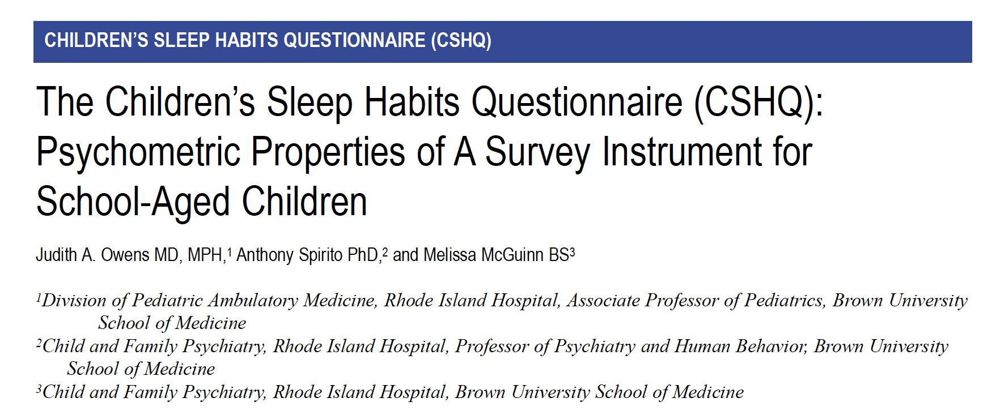 CHILDREN’S SLEEP HABITS QUESTIONNAIRE (CSHQ)
The Children’s Sleep Habits Questionnaire (CSHQ):
Psychometric Properties of A Survey Instrument for
School-Aged Children
Judith A. Owens MD, MPH,¹ Anthony Spirito PhD,² and Melissa McGuinn BS³
¹Division of Pediatric Ambulatory Medicine, Rhode Island Hospital, Associate Professor of Pediatrics, Brown University
School of Medicine
²Child and Family Psychiatry, Rhode Island Hospital, Professor of Psychiatry and Human Behavior, Brown University
School of Medicine
³Child and Family Psychiatry, Rhode Island Hospital, Brown University School of Medicine